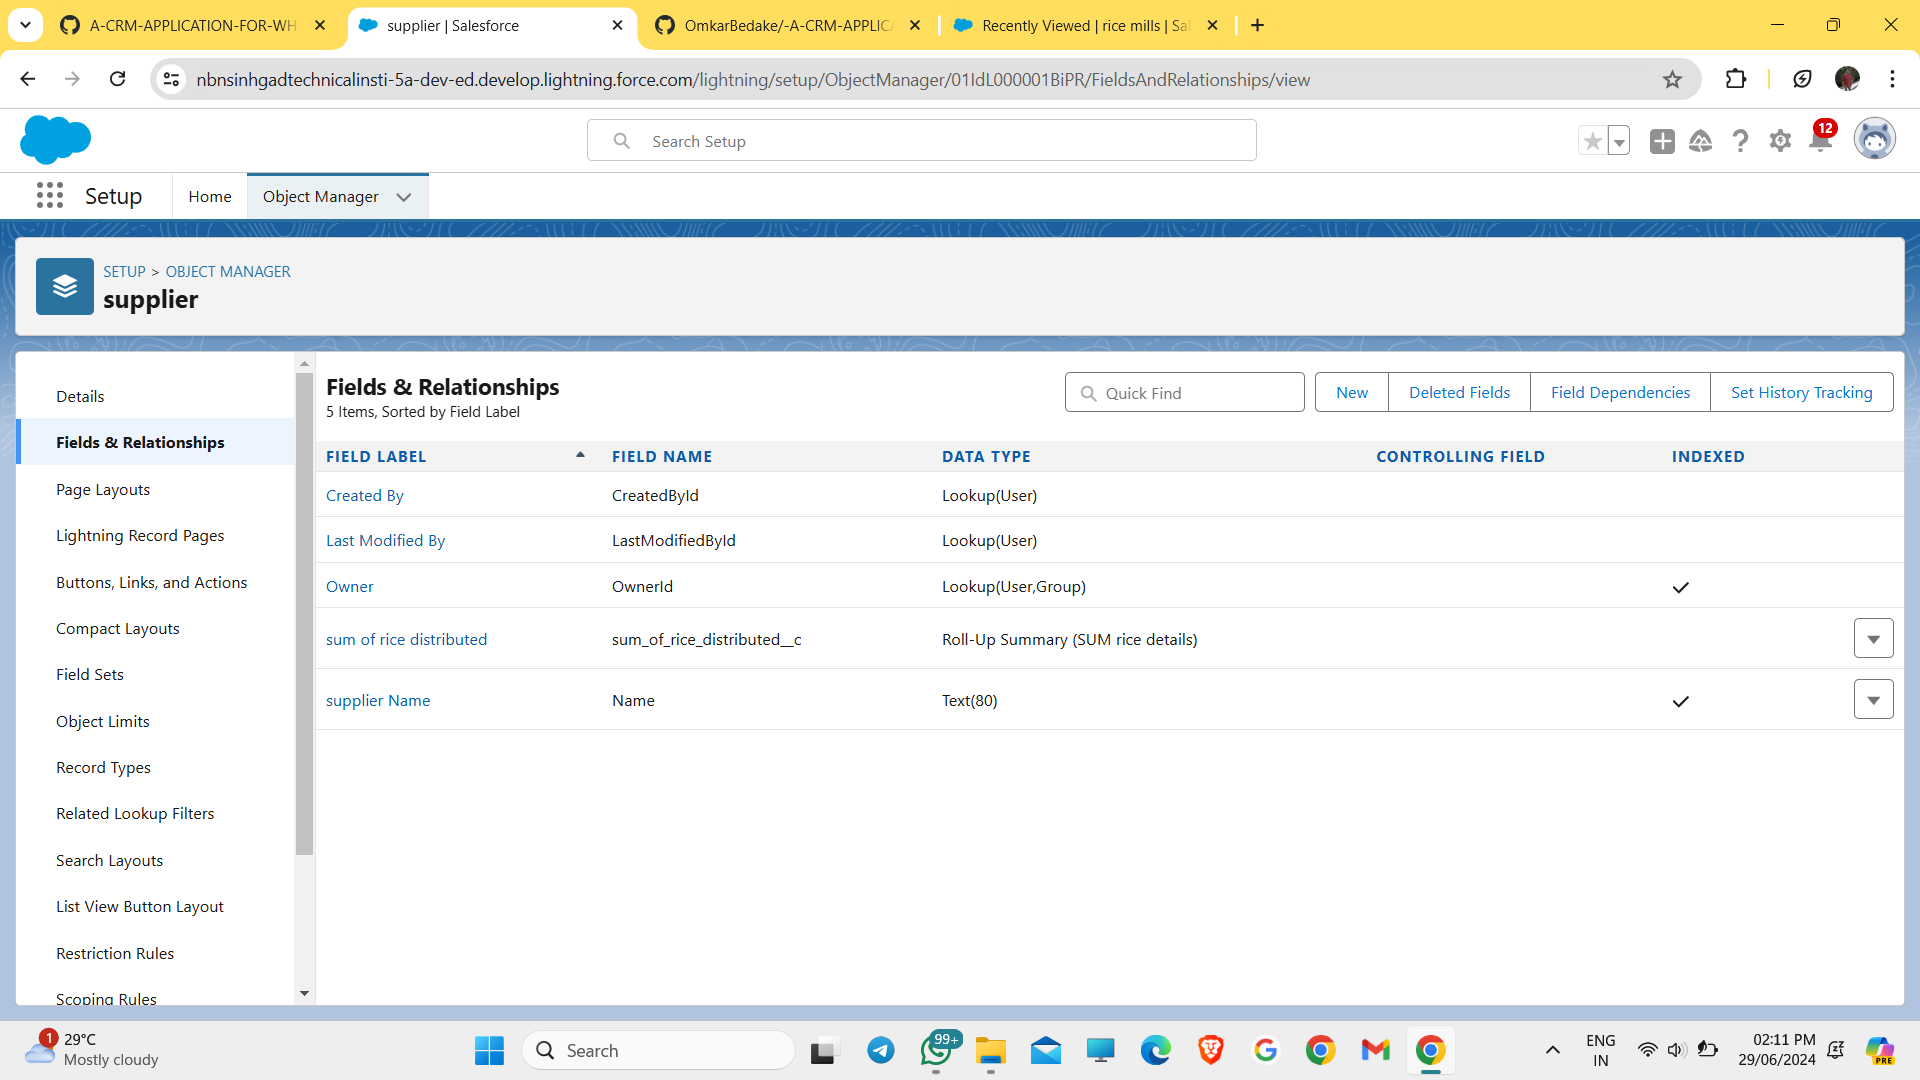 A-CRM-APPLICATION-FOR-WH
supplier | Salesforce
OmkarBedake/-A-CRM-APPLICA
Recently Viewed | rice mills | Sal
nbnsinhgadtechnicalinsti-5a-dev-ed.develop.lightning.force.com/lightning/setup/ObjectManager/01IdL000001BiPR/FieldsAndRelationships/view
Search Setup
12
Setup
Home
Object Manager
SETUP > OBJECT MANAGER
supplier
Details
Fields & Relationships
Page Layouts
Lightning Record Pages
Buttons, Links, and Actions
Compact Layouts
Field Sets
Object Limits
Record Types
Related Lookup Filters
Search Layouts
List View Button Layout
Restriction Rules
Scoping Rules
Fields & Relationships
5 Items, Sorted by Field Label
Quick Find
New
Deleted Fields
Field Dependencies
Set History Tracking
FIELD LABEL FIELD NAME DATA TYPE CONTROLLING FIELD INDEXED
Created By CreatedById Lookup(User)
Last Modified By LastModifiedById Lookup(User)
Owner OwnerId Lookup(User,Group)
sum of rice distributed sum_of_rice_distributed__c Roll-Up Summary (SUM rice details)
supplier Name Name Text(80)
1
29°C
Mostly cloudy
Search
99+
ENG
IN
02:11 PM
29/06/2024
PRE